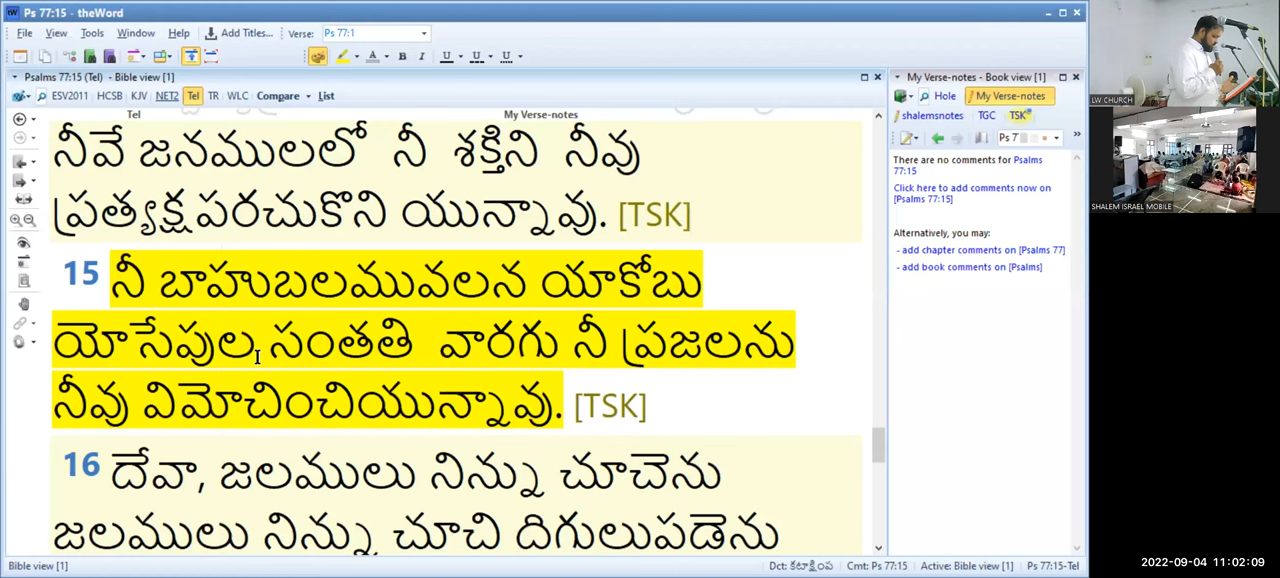 Ps 77:15 - theWord
File View Tools Window Help Add Titles... Verse: Ps 77:1
B I U U U
Psalms 77:15 (Tel) - Bible view [1]
ESV2011 HCSB KJV NET2 Tel TR WLC Compare List
Tel My Verse-notes
నీవే జనములలో నీ శక్తిని నీవు
ప్రత్యక్షపరచుకొని యున్నావు. [TSK]
15 నీ బాహుబలమువలన యాకోబు
యోసేపుల సంతతి వారగు నీ ప్రజలను
నీవు విమోచించియున్నావు. [TSK]
16 దేవా, జలములు నిన్ను చూచెను
జలములు నిన్ను చూచి దిగులుపడెను
My Verse-notes - Book view [1]
Hole My Verse-notes
shalemsnotes TGC TSK
Ps 7
There are no comments for Psalms
77:15
Click here to add comments now on
[Psalms 77:15]
Alternatively, you may:
- add chapter comments on [Psalms 77]
- add book comments on [Psalms]
LW CHURCH
SHALEM ISRAEL MOBILE
Bible view [1] Dct: కటాక్షింప Cmt: Ps 77:15 Active: Bible view [1] Ps 77:15-Tel
2022-09-04 11:02:09